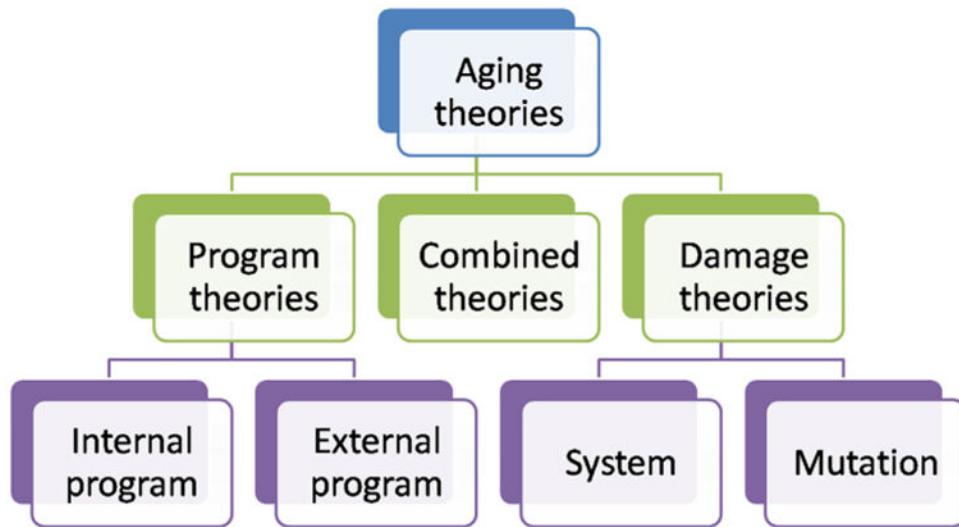 Aging
theories
Program
theories
Combined
theories
Damage
theories
Internal
program
External
program
System
Mutation